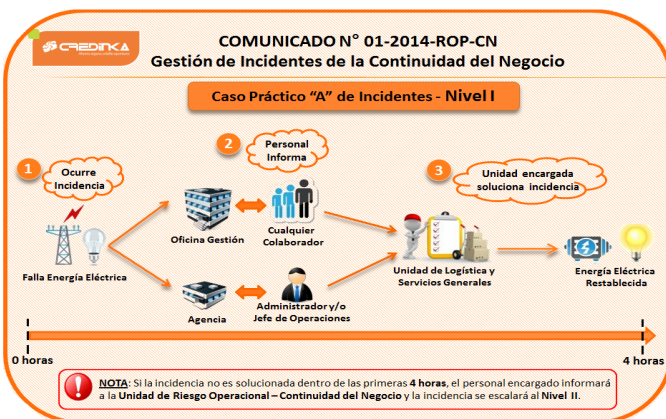 CREDINKA
COMUNICADO N° 01-2014-ROP-CN
Gestión de Incidentes de la Continuidad del Negocio
Caso Práctico "A" de Incidentes - Nivel I
1
Ocurre
Incidencia
2
Personal
Informa
3
Unidad encargada
soluciona incidencia
Falla Energía Eléctrica
Oficina Gestión
Cualquier
Colaborador
Agencia
Administrador y/o
Jefe de Operaciones
Unidad de Logística y
Servicios Generales
Energía Eléctrica
Restablecida
0 horas
4 horas
NOTA: Si la incidencia no es solucionada dentro de las primeras 4 horas, el personal encargado informará
a la Unidad de Riesgo Operacional – Continuidad del Negocio y la incidencia se escalará al Nivel II.